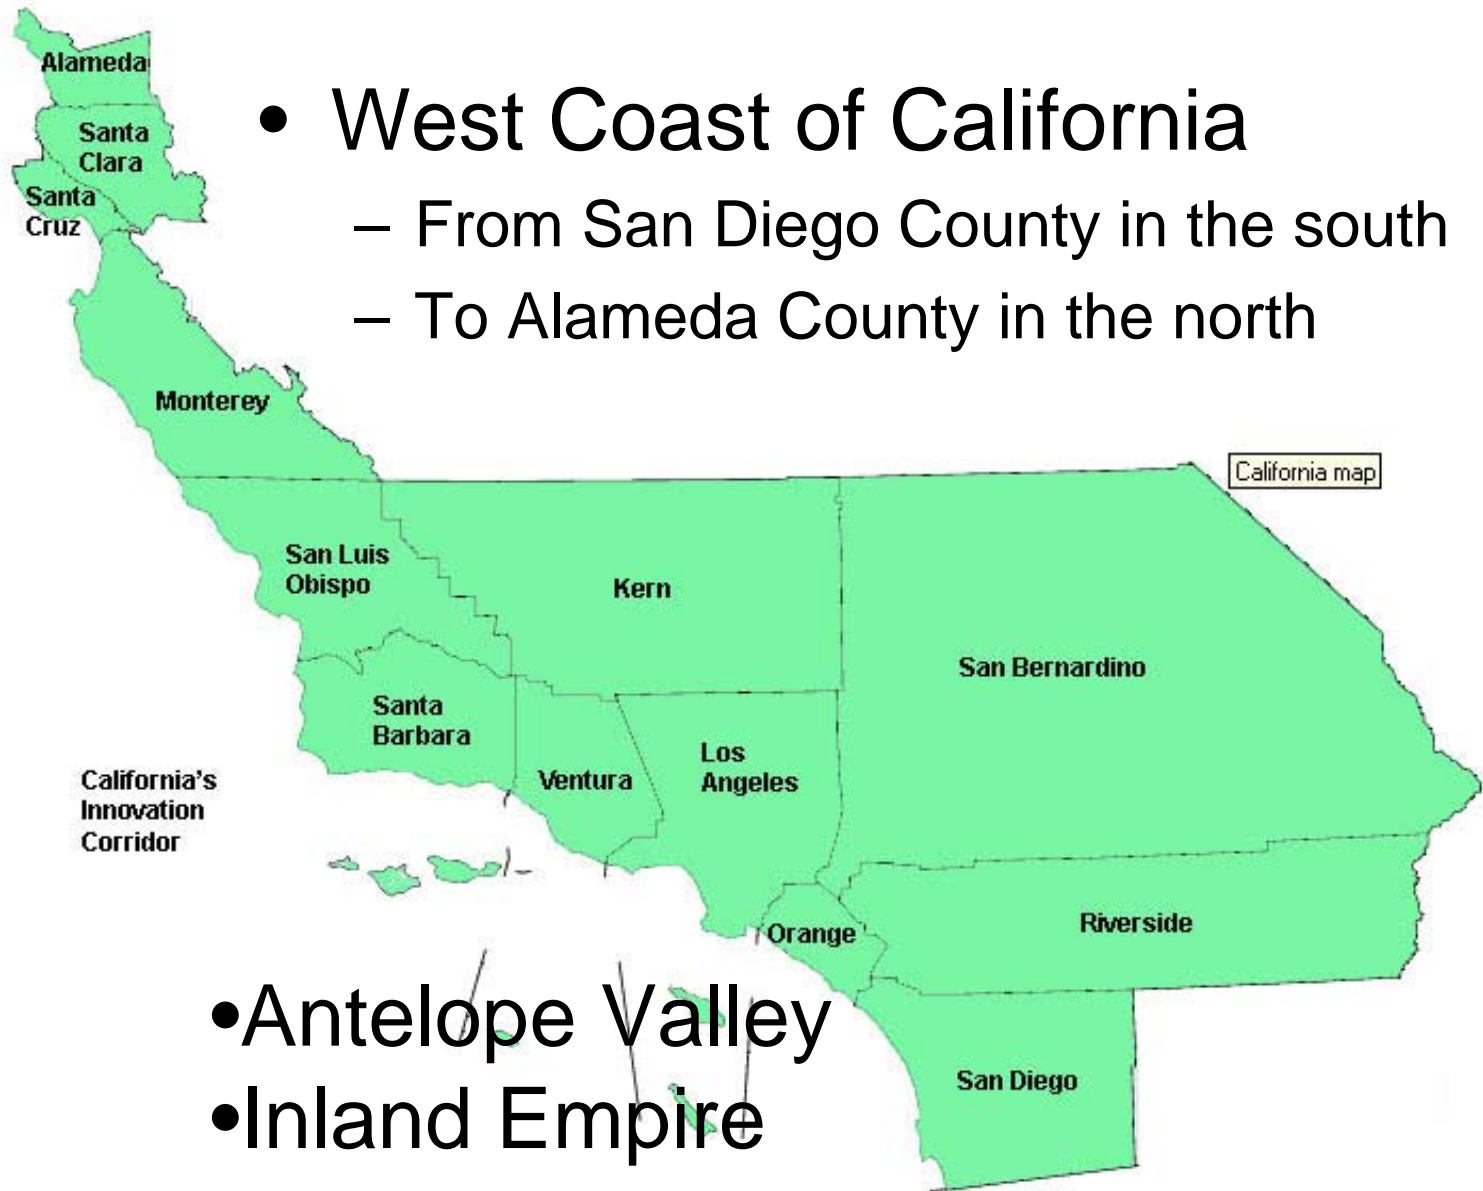 Alameda
Santa
Clara
Santa
Cruz
• West Coast of California
– From San Diego County in the south
– To Alameda County in the north
Monterey
California map
San Luis
Obispo
Kern
San Bernardino
Santa
Barbara
Ventura
Los
Angeles
California's
Innovation
Corridor
Orange
Riverside
San Diego
•Antelope Valley
•Inland Empire